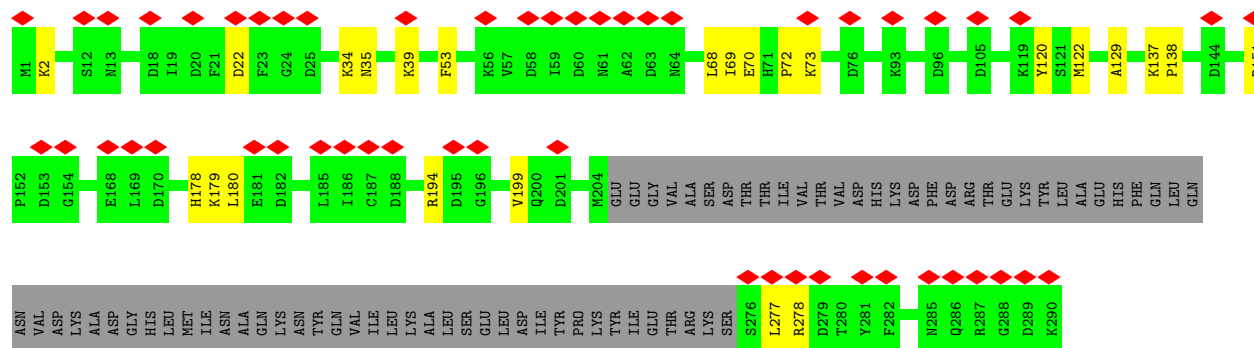 M1 K2 S12 N13 D18 I19 D20 F21 D22 F23 G24 D25 K34 N35 K39 F53 K56 V57 D58 I59 D60 N61 A62 D63 N64 L68 I69 E70 H71 P72 K73 D76 K93 D96 D105 K119 Y120 S121 M122 A129 K137 P138 D144
P152 D153 G154 E168 L169 D170 H178 K179 L180 E181 D182 L185 I186 C187 D188 R194 D195 G196 V199 Q200 D201 M204 GLU GLU GLY VAL ALA SER ASP THR THR ILE VAL THR VAL ASP HIS LYS ASP PHE ASP ARG THR GLU LYS TYR LEU ALA GLU HIS PHE GLN LEU GLN
ASN VAL ASP LYS ALA ASP GLY HIS LEU MET ILE ASN ALA GLN LYS ASN TYR GLN VAL ILE LEU LYS ALA LEU SER GLU LEU ASP ILE TYR PRO LYS TYR ILE GLU THR ARG LYS SER S276 L277 R278 D279 T280 Y281 F282 N285 Q286 R287 G288 D289 K290